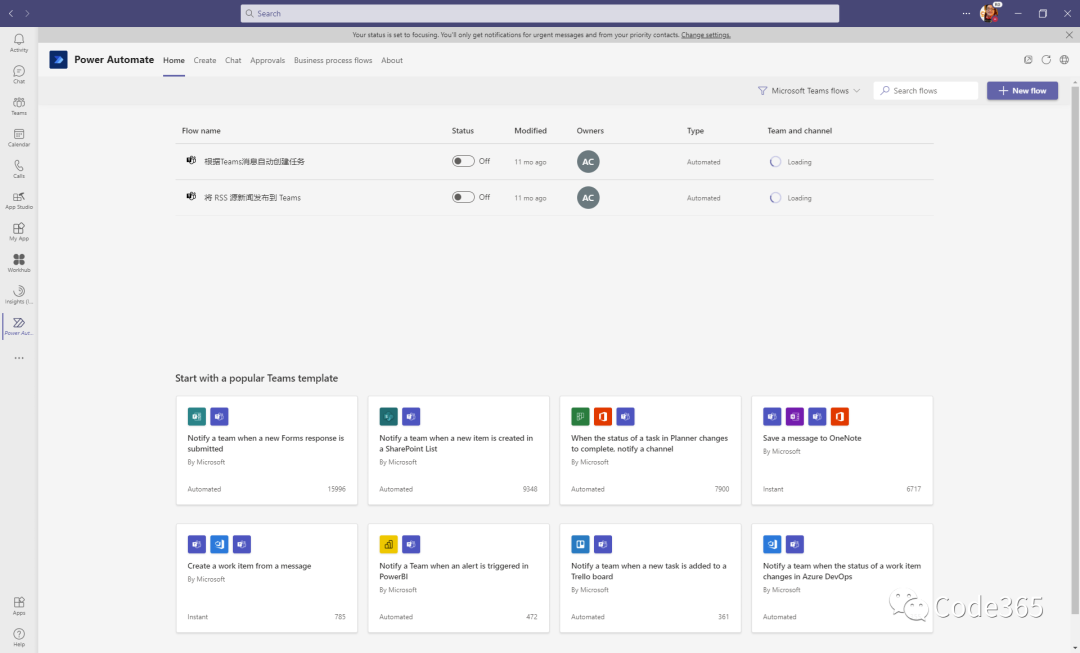 Search
Your status is set to focusing. You'll only get notifications for urgent messages and from your priority contacts. Change settings.
Activity
Chat
Teams
Calendar
Calls
App Studio
My App
Workhub
Insights (...
Power Aut...
Apps
Help
Power Automate Home Create Chat Approvals Business process flows About
Microsoft Teams flows Search flows New flow
Flow name Status Modified Owners Type Team and channel
根据Teams消息自动创建任务 Off 11 mo ago AC Automated Loading
将 RSS 源新闻发布到 Teams Off 11 mo ago AC Automated Loading
Start with a popular Teams template
Notify a team when a new Forms response is
submitted
By Microsoft
Automated 15996
Notify a team when a new item is created in
a SharePoint List
By Microsoft
Automated 9348
When the status of a task in Planner changes
to complete, notify a channel
By Microsoft
Automated 7900
Save a message to OneNote
By Microsoft
Instant 6717
Create a work item from a message
By Microsoft
Instant 785
Notify a Team when an alert is triggered in
PowerBI
By Microsoft
Automated 472
Notify a team when a new task is added to a
Trello board
By Microsoft
Automated 361
Notify a team when the status of a work item
changes in Azure DevOps
By Microsoft
Automated
Code365